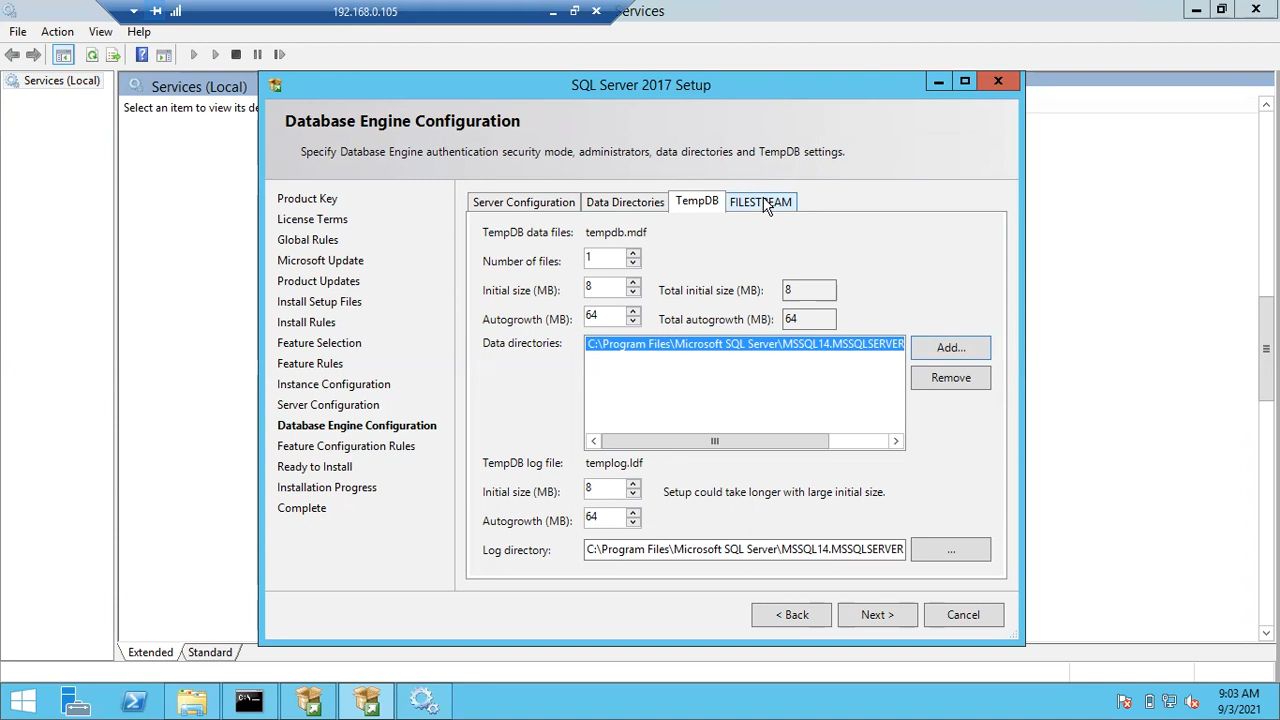 192.168.0.105
Services
File Action View Help
Services (Local)
Services (Local)
Select an item to view its de
SQL Server 2017 Setup
Database Engine Configuration
Specify Database Engine authentication security mode, administrators, data directories and TempDB settings.
Product Key
License Terms
Global Rules
Microsoft Update
Product Updates
Install Setup Files
Install Rules
Feature Selection
Feature Rules
Instance Configuration
Server Configuration
Database Engine Configuration
Feature Configuration Rules
Ready to Install
Installation Progress
Complete
Server Configuration Data Directories TempDB FILESTREAM
TempDB data files: tempdb.mdf
Number of files: 1
Initial size (MB): 8 Total initial size (MB): 8
Autogrowth (MB): 64 Total autogrowth (MB): 64
Data directories: C:\Program Files\Microsoft SQL Server\MSSQL14.MSSQLSERVER Add...
Remove
TempDB log file: templog.ldf
Initial size (MB): 8 Setup could take longer with large initial size.
Autogrowth (MB): 64
Log directory: C:\Program Files\Microsoft SQL Server\MSSQL14.MSSQLSERVER ...
< Back Next > Cancel
Extended Standard
9:03 AM
9/3/2021